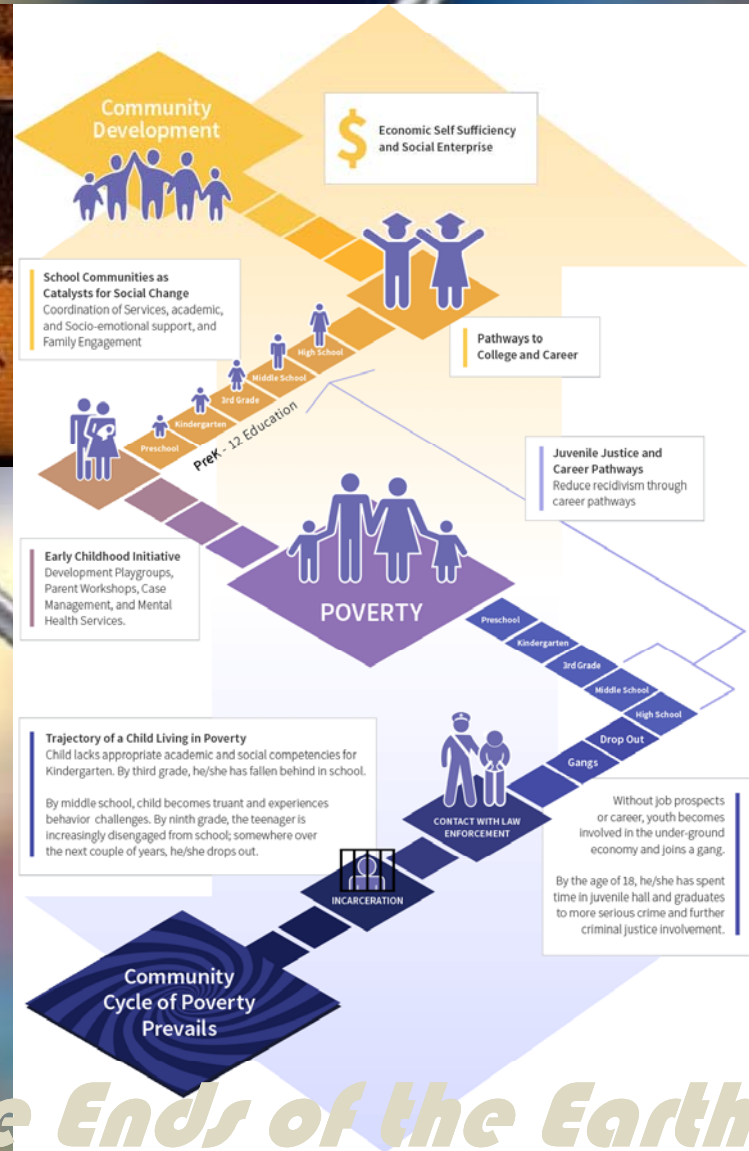 Community
Development
$
Economic Self Sufficiency
and Social Enterprise
School Communities as
Catalysts for Social Change
Coordination of Services, academic,
and Socio-emotional support, and
Family Engagement
High School
Middle School
3rd Grade
Kindergarten
Preschool
PreK - 12 Education
Pathways to
College and Career
Juvenile Justice and
Career Pathways
Reduce recidivism through
career pathways
Early Childhood Initiative
Development Playgroups,
Parent Workshops, Case
Management, and Mental
Health Services.
POVERTY
Preschool
Kindergarten
3rd Grade
Middle School
High School
Drop Out
Gangs
Trajectory of a Child Living in Poverty
Child lacks appropriate academic and social competencies for
Kindergarten. By third grade, he/she has fallen behind in school.
By middle school, child becomes truant and experiences
behavior challenges. By ninth grade, the teenager is
increasingly disengaged from school; somewhere over
the next couple of years, he/she drops out.
CONTACT WITH LAW
ENFORCEMENT
Without job prospects
or career, youth becomes
involved in the under-ground
economy and joins a gang.
By the age of 18, he/she has spent
time in juvenile hall and graduates
to more serious crime and further
criminal justice involvement.
INCARCERATION
Community
Cycle of Poverty
Prevails
Ends of the Earth